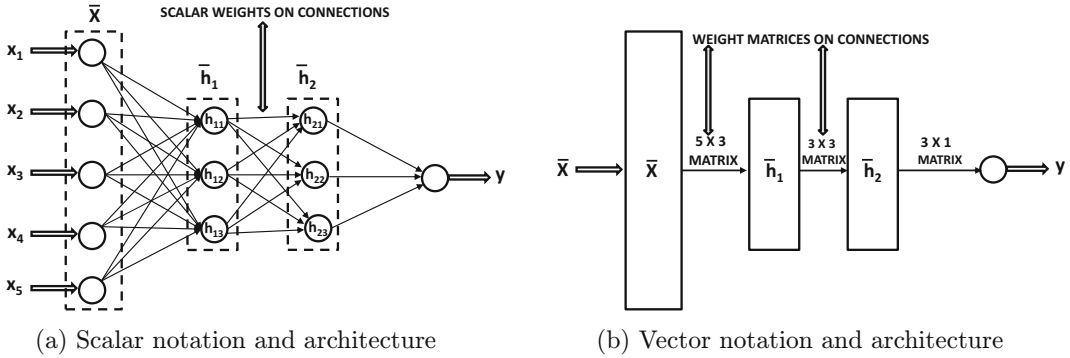 SCALAR WEIGHTS ON CONNECTIONS
X̅
x1
x2
x3
x4
x5
h̅1
h̅2
h11
h12
h13
h21
h22
h23
y
(a) Scalar notation and architecture
WEIGHT MATRICES ON CONNECTIONS
X̅
X̅
5 X 3
MATRIX
h̅1
3 X 3
MATRIX
h̅2
3 X 1
MATRIX
y
(b) Vector notation and architecture